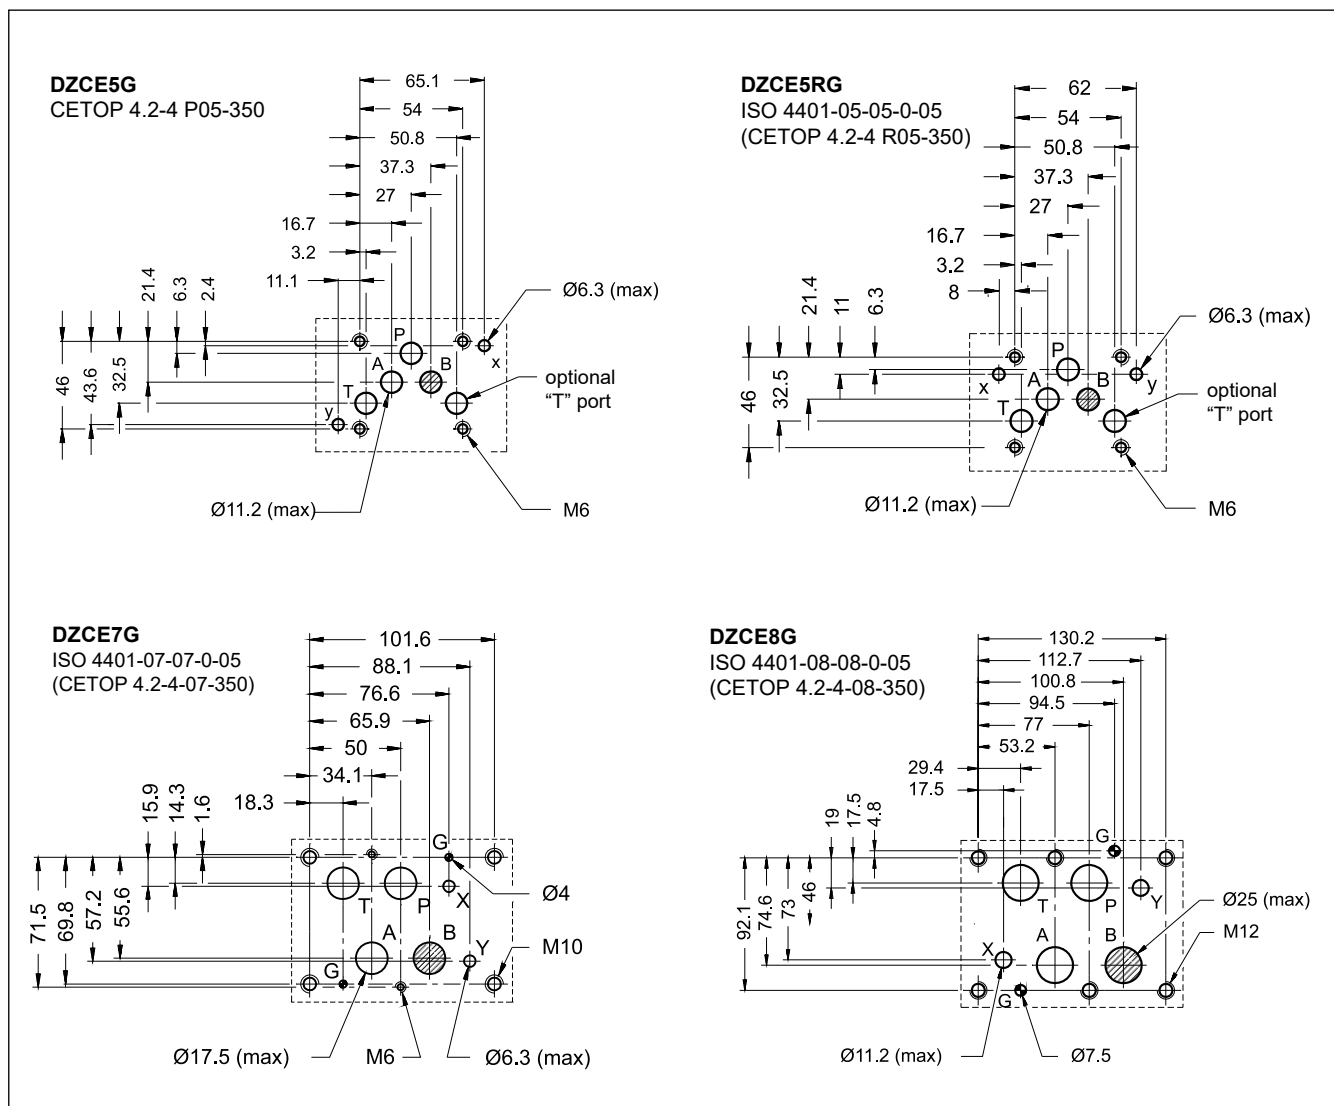 DZCE5G
CETOP 4.2-4 P05-350
65.1
54
50.8
37.3
27
16.7
3.2
11.1
21.4
6.3
2.4
46
43.6
32.5
P
A
B
T
x
y
Ø6.3 (max)
optional
“T” port
Ø11.2 (max)
M6
DZCE5RG
ISO 4401-05-05-0-05
(CETOP 4.2-4 R05-350)
62
54
50.8
37.3
27
16.7
3.2
8
21.4
11
6.3
46
32.5
P
A
B
T
x
y
Ø6.3 (max)
optional
“T” port
Ø11.2 (max)
M6
DZCE7G
ISO 4401-07-07-0-05
(CETOP 4.2-4-07-350)
101.6
88.1
76.6
65.9
50
34.1
18.3
15.9
14.3
1.6
71.5
69.8
57.2
55.6
G
T
P
X
A
B
Y
G
Ø4
M10
Ø17.5 (max)
M6
Ø6.3 (max)
DZCE8G
ISO 4401-08-08-0-05
(CETOP 4.2-4-08-350)
130.2
112.7
100.8
94.5
77
53.2
29.4
17.5
19
17.5
4.8
92.1
74.6
73
46
G
T
P
Y
X
A
B
G
Ø25 (max)
M12
Ø11.2 (max)
Ø7.5